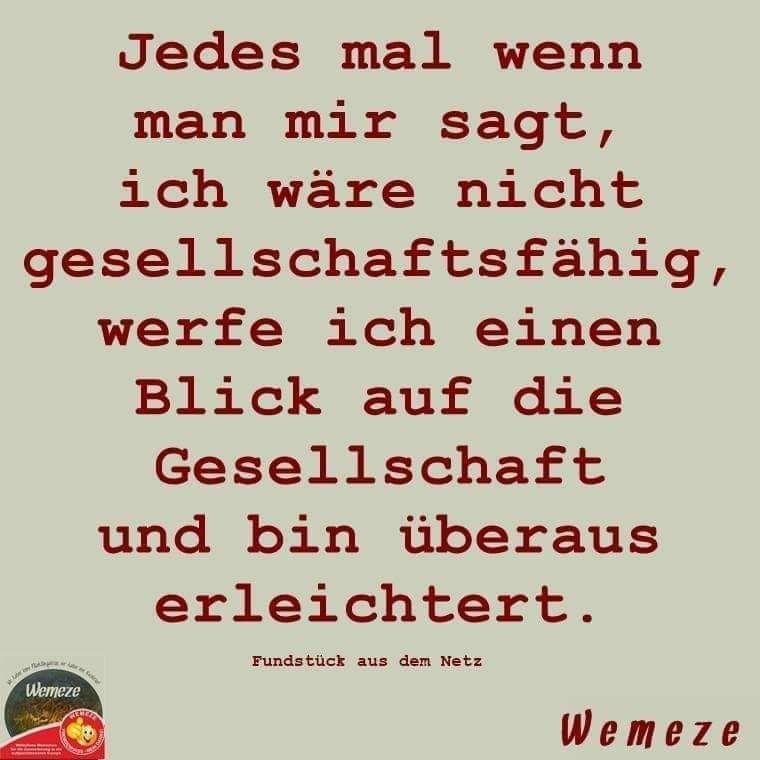 Jedes mal wenn
man mir sagt,
ich wäre nicht
gesellschaftsfähig,
werfe ich einen
Blick auf die
Gesellschaft
und bin überaus
erleichtert.
Fundstück aus dem Netz
Wemeze
WEMEZE
Wemeze